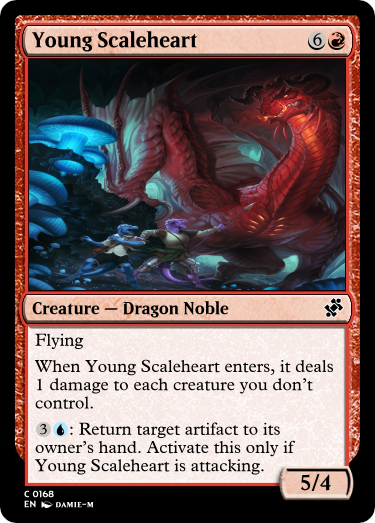 Young Scaleheart 6
Creature — Dragon Noble
Flying
When Young Scaleheart enters, it deals
1 damage to each creature you don't
control.
3: Return target artifact to its
owner's hand. Activate this only if
Young Scaleheart is attacking.
5/4
C 0168
EN DAMIE-M